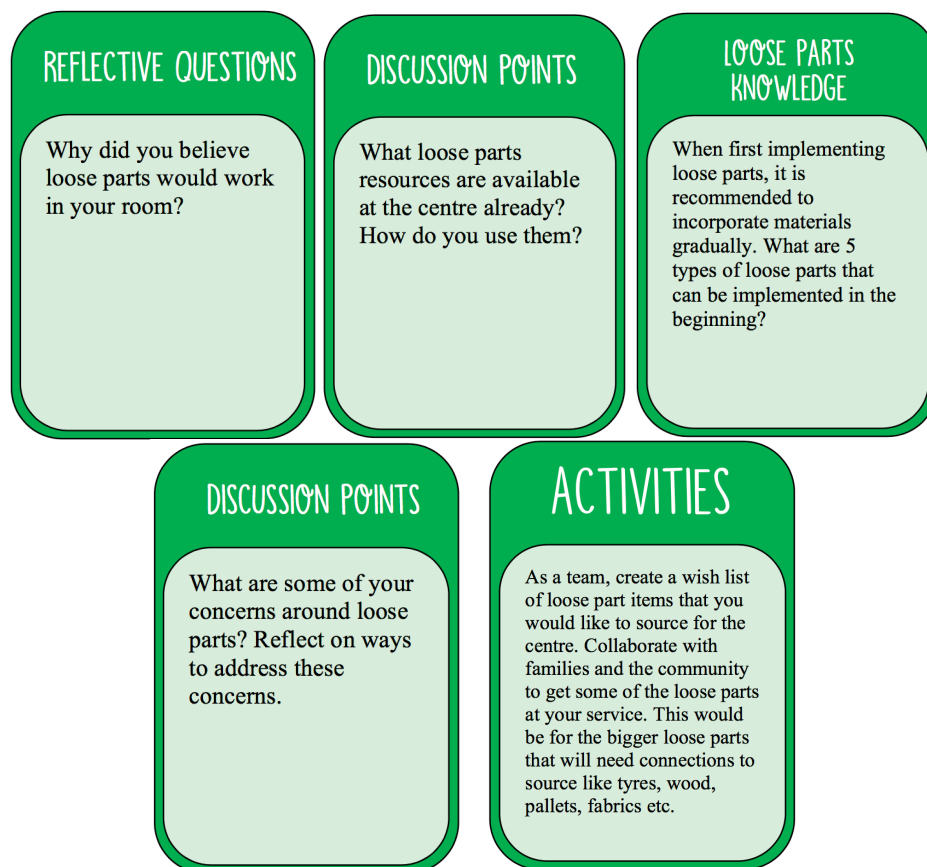 REFLECTIVE QUESTIONS
Why did you believe
loose parts would work
in your room?
DISCUSSION POINTS
What loose parts
resources are available
at the centre already?
How do you use them?
LOOSE PARTS
KNOWLEDGE
When first implementing
loose parts, it is
recommended to
incorporate materials
gradually. What are 5
types of loose parts that
can be implemented in the
beginning?
DISCUSSION POINTS
What are some of your
concerns around loose
parts? Reflect on ways
to address these
concerns.
ACTIVITIES
As a team, create a wish list
of loose part items that you
would like to source for the
centre. Collaborate with
families and the community
to get some of the loose parts
at your service. This would
be for the bigger loose parts
that will need connections to
source like tyres, wood,
pallets, fabrics etc.